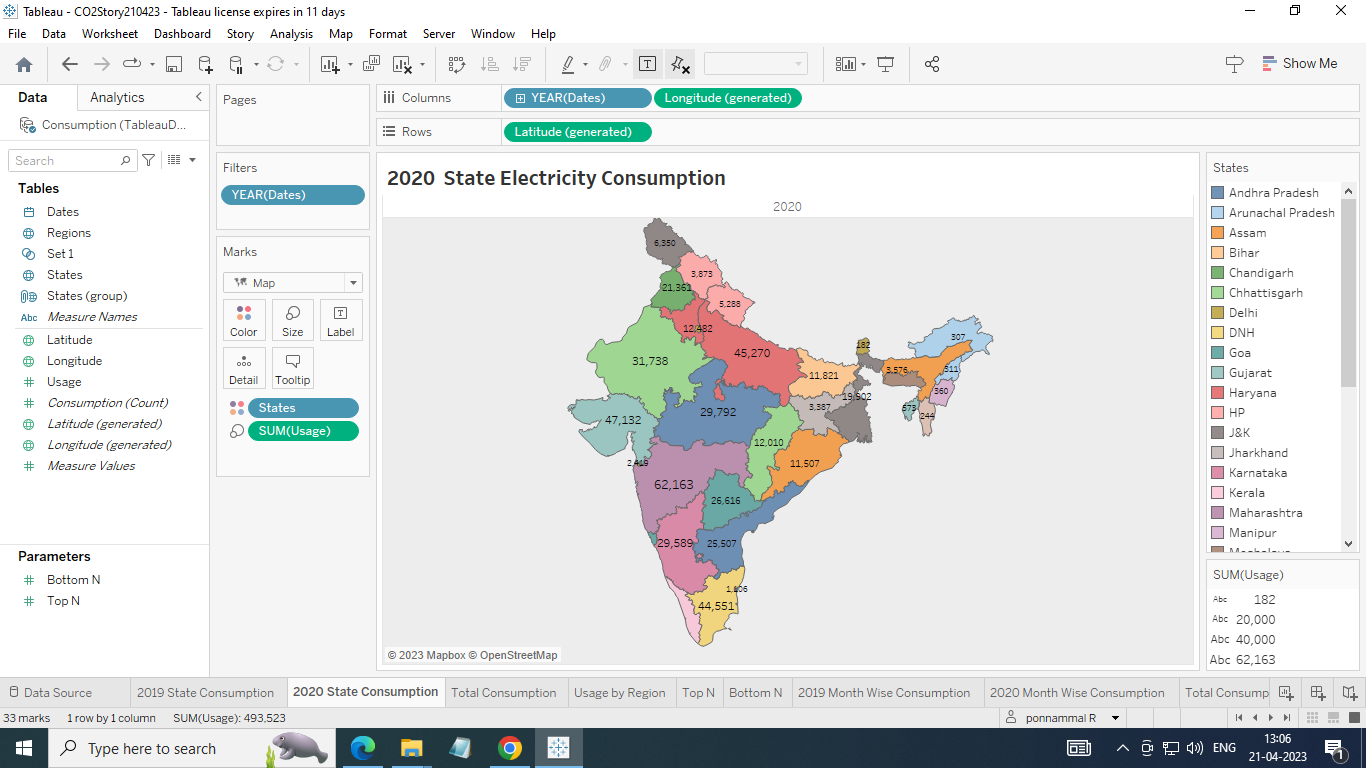 Tableau - CO2Story210423 - Tableau license expires in 11 days
File Data Worksheet Dashboard Story Analysis Map Format Server Window Help
Show Me
Data Analytics
Consumption (TableauD...
Search
Tables
Dates
Regions
Set 1
States
States (group)
Abc Measure Names
Latitude
Longitude
Usage
Consumption (Count)
Latitude (generated)
Longitude (generated)
Measure Values
Parameters
Bottom N
Top N
Pages
Filters
YEAR(Dates)
Marks
Map
Color Size Label
Detail Tooltip
States
SUM(Usage)
Columns YEAR(Dates) Longitude (generated)
Rows Latitude (generated)
2020 State Electricity Consumption
2020
6,350
3,873
21,361
5,288
12,482
307
182
45,270
31,738
3,576
311
11,821
360
19,902
3,387
573
29,792
244
47,132
12,010
2,419
11,507
62,163
26,616
29,589
25,507
1,106
44,551
© 2023 Mapbox © OpenStreetMap
States
Andhra Pradesh
Arunachal Pradesh
Assam
Bihar
Chandigarh
Chhattisgarh
Delhi
DNH
Goa
Gujarat
Haryana
HP
J&K
Jharkhand
Karnataka
Kerala
Maharashtra
Manipur
SUM(Usage)
Abc 182
Abc 20,000
Abc 40,000
Abc 62,163
Data Source 2019 State Consumption 2020 State Consumption Total Consumption Usage by Region Top N Bottom N 2019 Month Wise Consumption 2020 Month Wise Consumption Total Consump
33 marks 1 row by 1 column SUM(Usage): 493,523 ponnammal R
Type here to search
ENG
13:06
21-04-2023
1